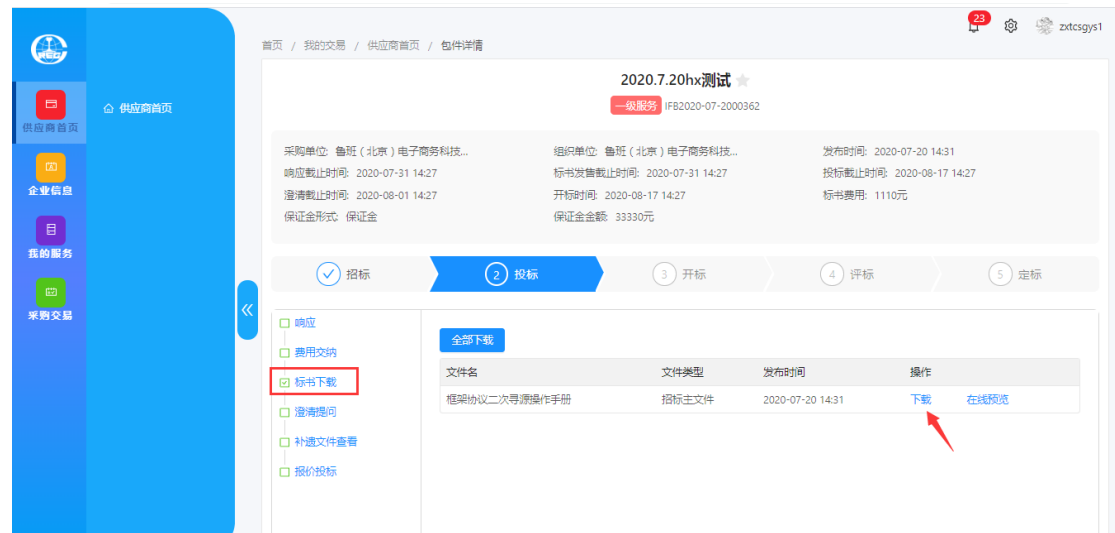 23
zxtcsgys1
首页 / 我的交易 / 供应商首页 / 包件详情
供应商首页
供应商首页
企业信息
我的服务
采购交易
2020.7.20hx测试
一级服务 IFB2020-07-2000362
采购单位: 鲁班（北京）电子商务科技... 组织单位: 鲁班（北京）电子商务科技... 发布时间: 2020-07-20 14:31
响应截止时间: 2020-07-31 14:27 标书发售截止时间: 2020-07-31 14:27 投标截止时间: 2020-08-17 14:27
澄清截止时间: 2020-08-01 14:27 开标时间: 2020-08-17 14:27 标书费用: 1110元
保证金形式: 保证金 保证金金额: 33330元
招标 2 投标 3 开标 4 评标 5 定标
响应
费用交纳
标书下载
澄清提问
补遗文件查看
报价投标
全部下载
文件名 文件类型 发布时间 操作
框架协议二次寻源操作手册 招标主文件 2020-07-20 14:31 下载 在线预览